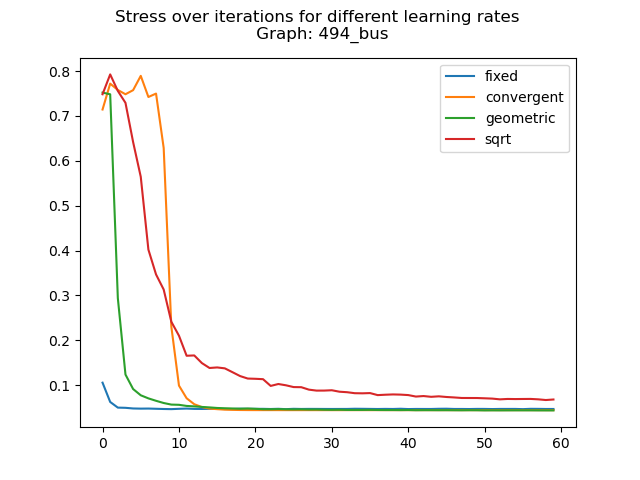 Stress over iterations for different learning rates
Graph: 494_bus
0.8
0.7
0.6
0.5
0.4
0.3
0.2
0.1
0 10 20 30 40 50 60
fixed
convergent
geometric
sqrt